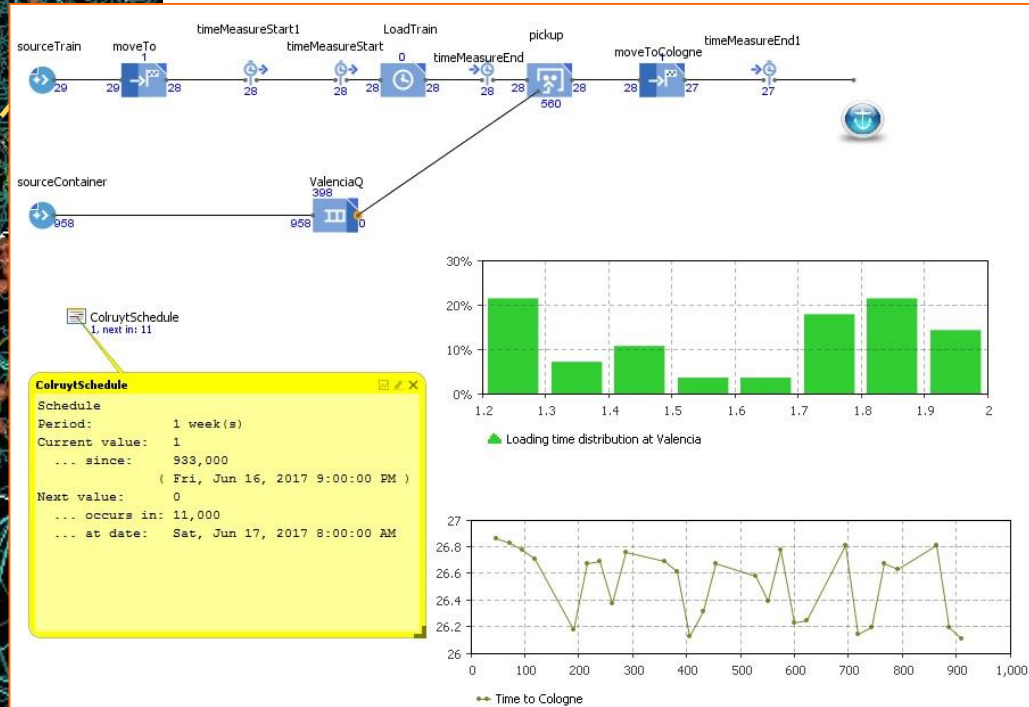 timeMeasureStart1
LoadTrain
pickup
timeMeasureEnd1
sourceTrain
moveTo
timeMeasureStart
0
timeMeasureEnd
moveToCologne
1
1
29
29
28
28
28
28
28
28
28
28
28
27
27
560
sourceContainer
ValenciaQ
398
958
958
0
ColruytSchedule
1, next in: 11
ColruytSchedule
Schedule
Period: 1 week(s)
Current value: 1
... since: 933,000
( Fri, Jun 16, 2017 9:00:00 PM )
Next value: 0
... occurs in: 11,000
... at date: Sat, Jun 17, 2017 8:00:00 AM
30%
20%
10%
0%
1.2 1.3 1.4 1.5 1.6 1.7 1.8 1.9 2
Loading time distribution at Valencia
27
26.8
26.6
26.4
26.2
26
0 100 200 300 400 500 600 700 800 900 1,000
Time to Cologne